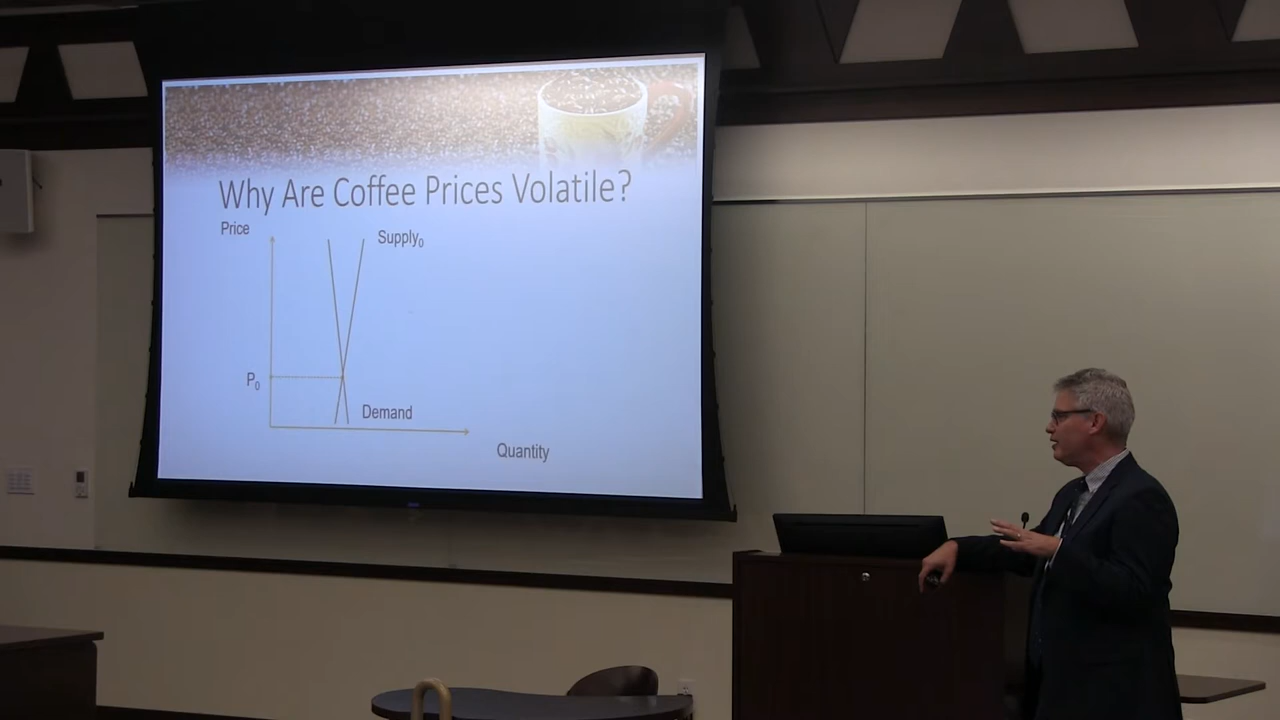 Why Are Coffee Prices Volatile?
Price
Supply₀
P₀
Demand
Quantity